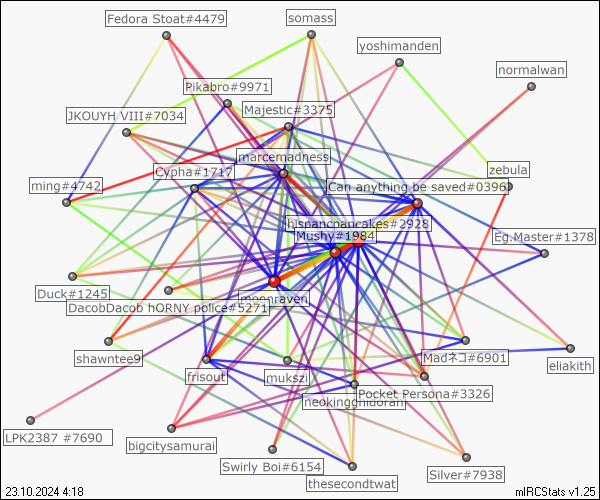 Fedora Stoat#4479
somass
yoshimanden
normalwan
Pikabro#9971
JKOUYH VIII#7034
Majestic#3375
marcemadness
zebula
Cypha#1717
ming#4742
Can anything be saved#0396
hispanicpancakes#2928
Mushy#1984
Eg.Master#1378
Duck#1245
moonraven
DacobDacob hORNY police#5271
shawntee9
frisout
mukszi
Madネコ#6901
eliakith
neokingghidorah
Pocket Persona#3326
LPK2387 #7690
bigcitysamurai
Swirly Boi#6154
thesecondtwat
Silver#7938
23.10.2024 4:18
mIRCStats v1.25